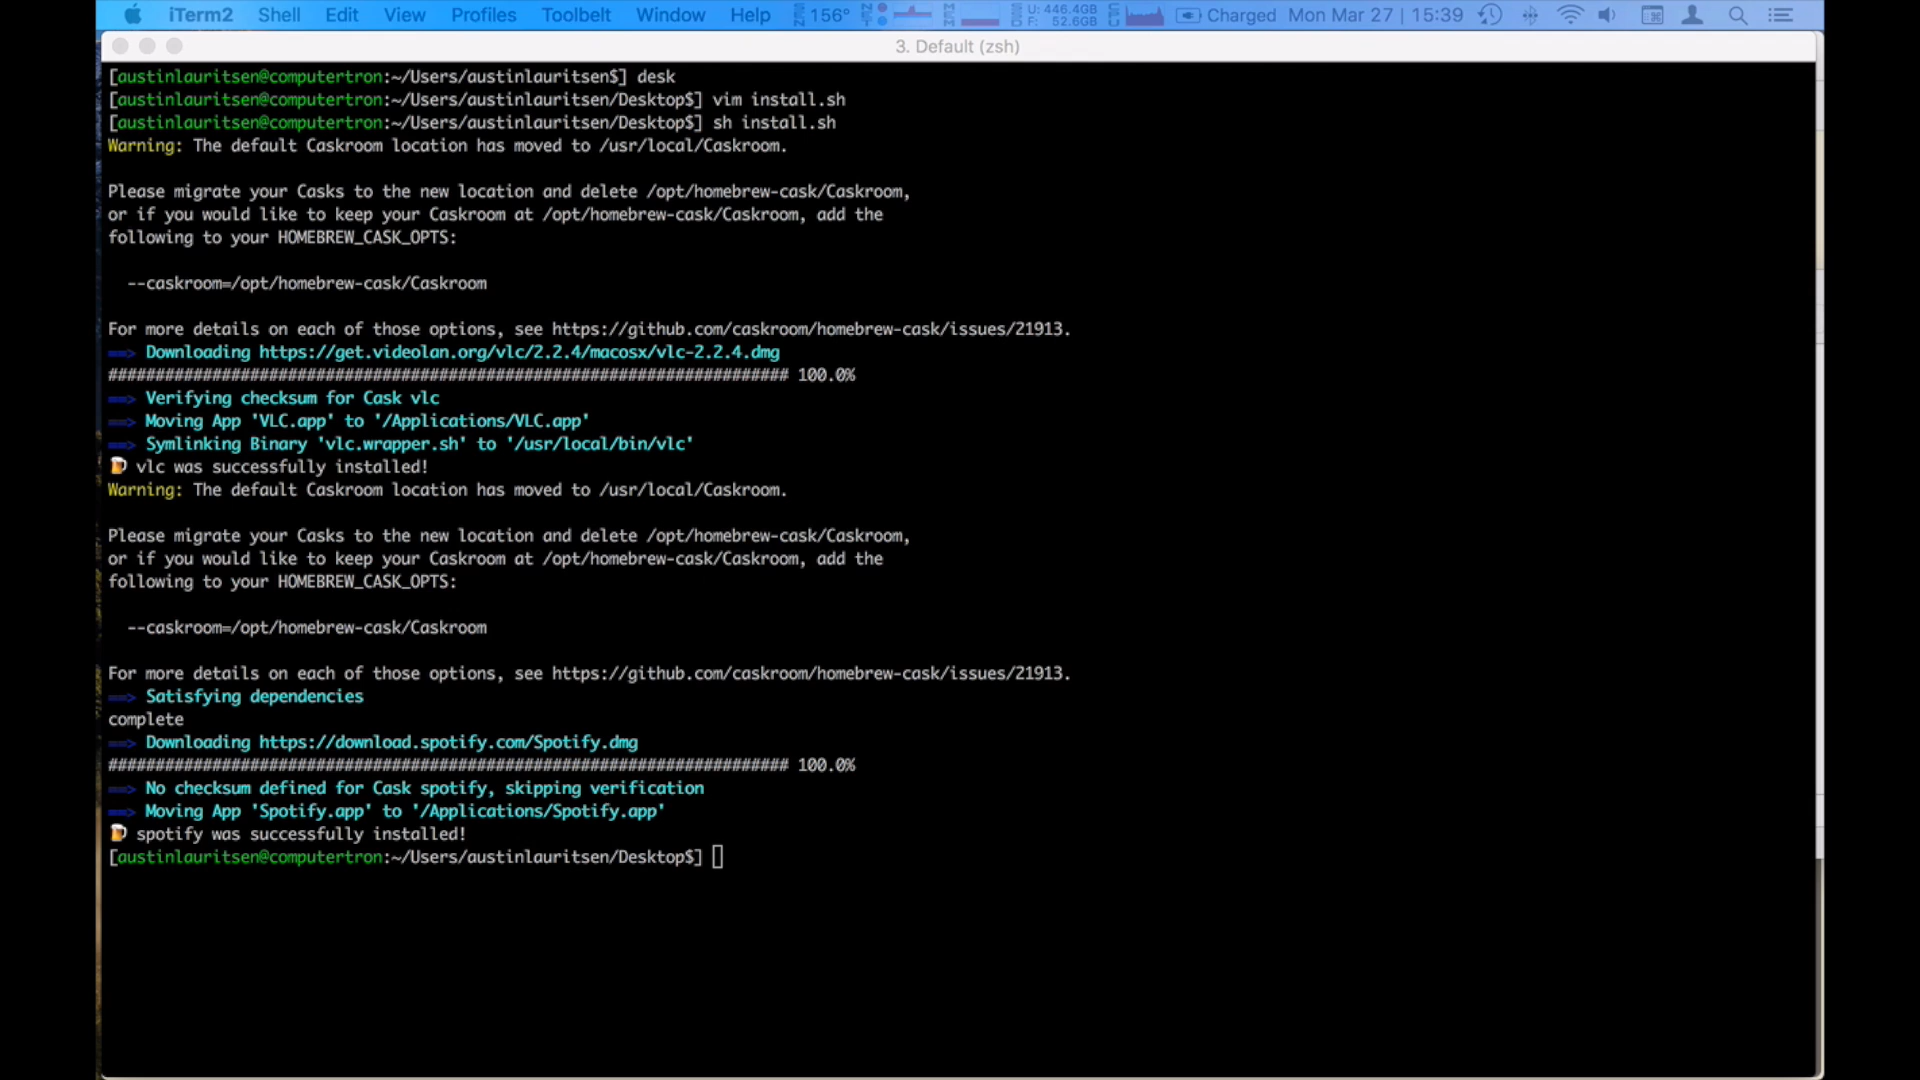 iTerm2 Shell Edit View Profiles Toolbelt Window Help 156° U: 446.4GB F: 52.6GB Charged Mon Mar 27 | 15:39
3. Default (zsh)
[austinlauritsen@computertron:~/Users/austinlauritsen$] desk
[austinlauritsen@computertron:~/Users/austinlauritsen/Desktop$] vim install.sh
[austinlauritsen@computertron:~/Users/austinlauritsen/Desktop$] sh install.sh
Warning: The default Caskroom location has moved to /usr/local/Caskroom.
Please migrate your Casks to the new location and delete /opt/homebrew-cask/Caskroom,
or if you would like to keep your Caskroom at /opt/homebrew-cask/Caskroom, add the
following to your HOMEBREW_CASK_OPTS:
--caskroom=/opt/homebrew-cask/Caskroom
For more details on each of those options, see https://github.com/caskroom/homebrew-cask/issues/21913.
==> Downloading https://get.videolan.org/vlc/2.2.4/macosx/vlc-2.2.4.dmg
######################################################################## 100.0%
==> Verifying checksum for Cask vlc
==> Moving App 'VLC.app' to '/Applications/VLC.app'
==> Symlinking Binary 'vlc.wrapper.sh' to '/usr/local/bin/vlc'
🍺 vlc was successfully installed!
Warning: The default Caskroom location has moved to /usr/local/Caskroom.
Please migrate your Casks to the new location and delete /opt/homebrew-cask/Caskroom,
or if you would like to keep your Caskroom at /opt/homebrew-cask/Caskroom, add the
following to your HOMEBREW_CASK_OPTS:
--caskroom=/opt/homebrew-cask/Caskroom
For more details on each of those options, see https://github.com/caskroom/homebrew-cask/issues/21913.
==> Satisfying dependencies
complete
==> Downloading https://download.spotify.com/Spotify.dmg
######################################################################## 100.0%
==> No checksum defined for Cask spotify, skipping verification
==> Moving App 'Spotify.app' to '/Applications/Spotify.app'
🍺 spotify was successfully installed!
[austinlauritsen@computertron:~/Users/austinlauritsen/Desktop$]